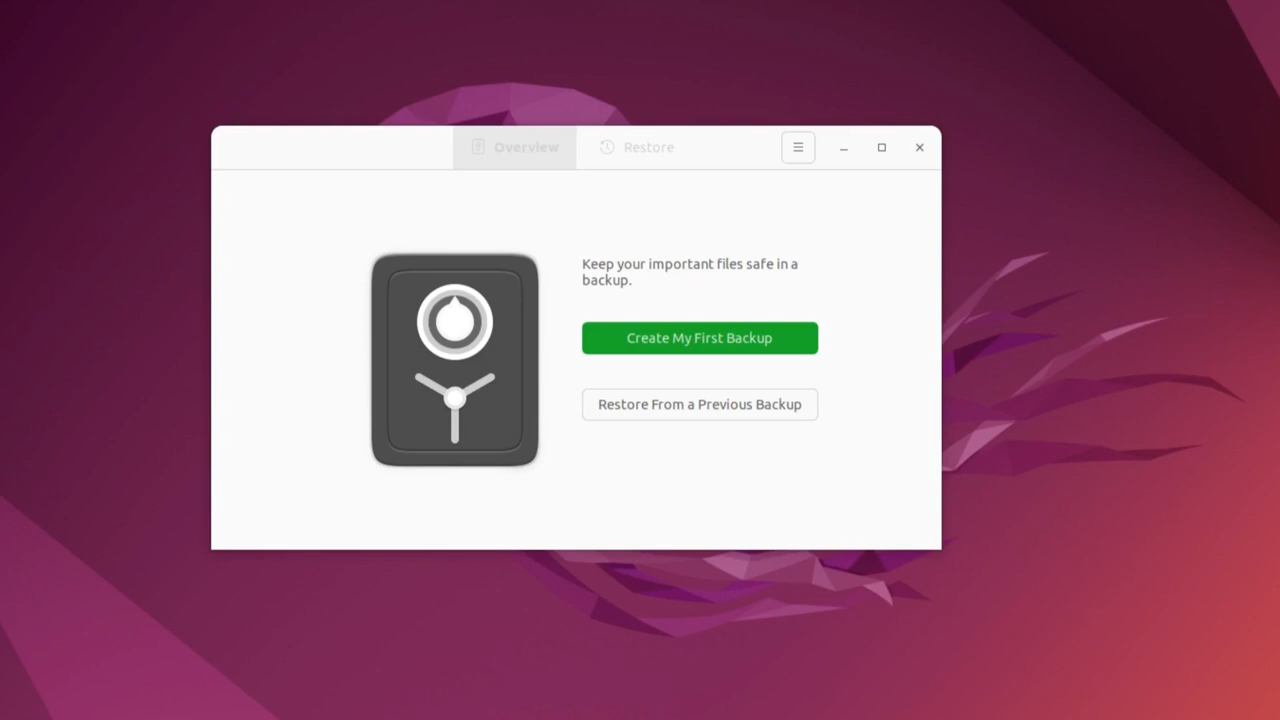 Overview
Restore
Keep your important files safe in a
backup.
Create My First Backup
Restore From a Previous Backup